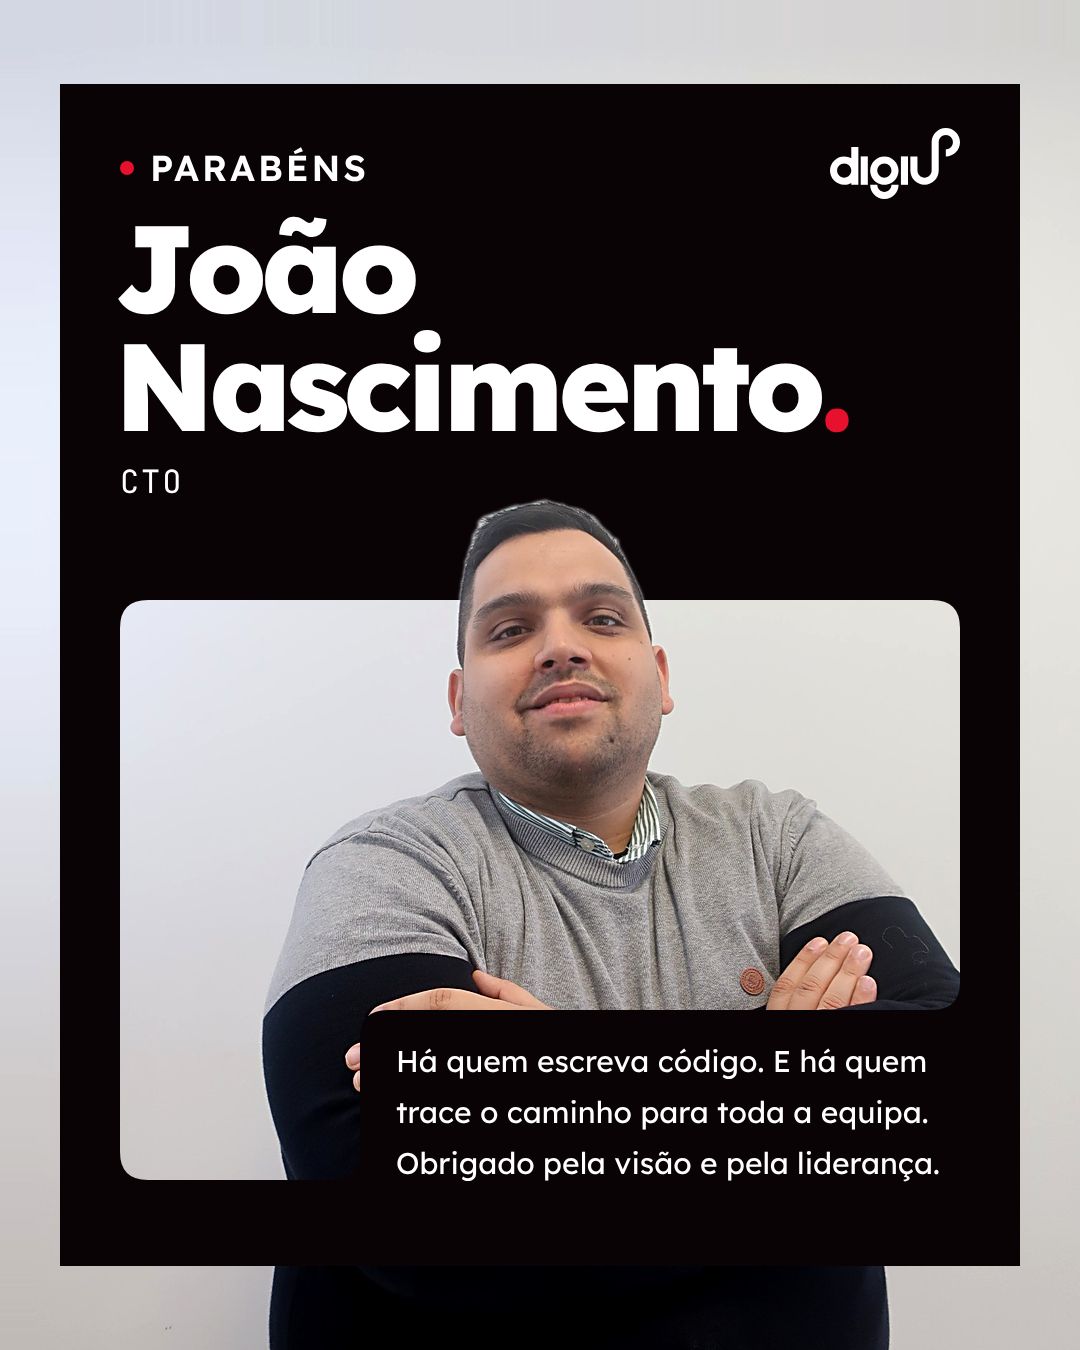 PARABÉNS
digiUP
João
Nascimento.
CTO
Há quem escreva código. E há quem
trace o caminho para toda a equipa.
Obrigado pela visão e pela liderança.